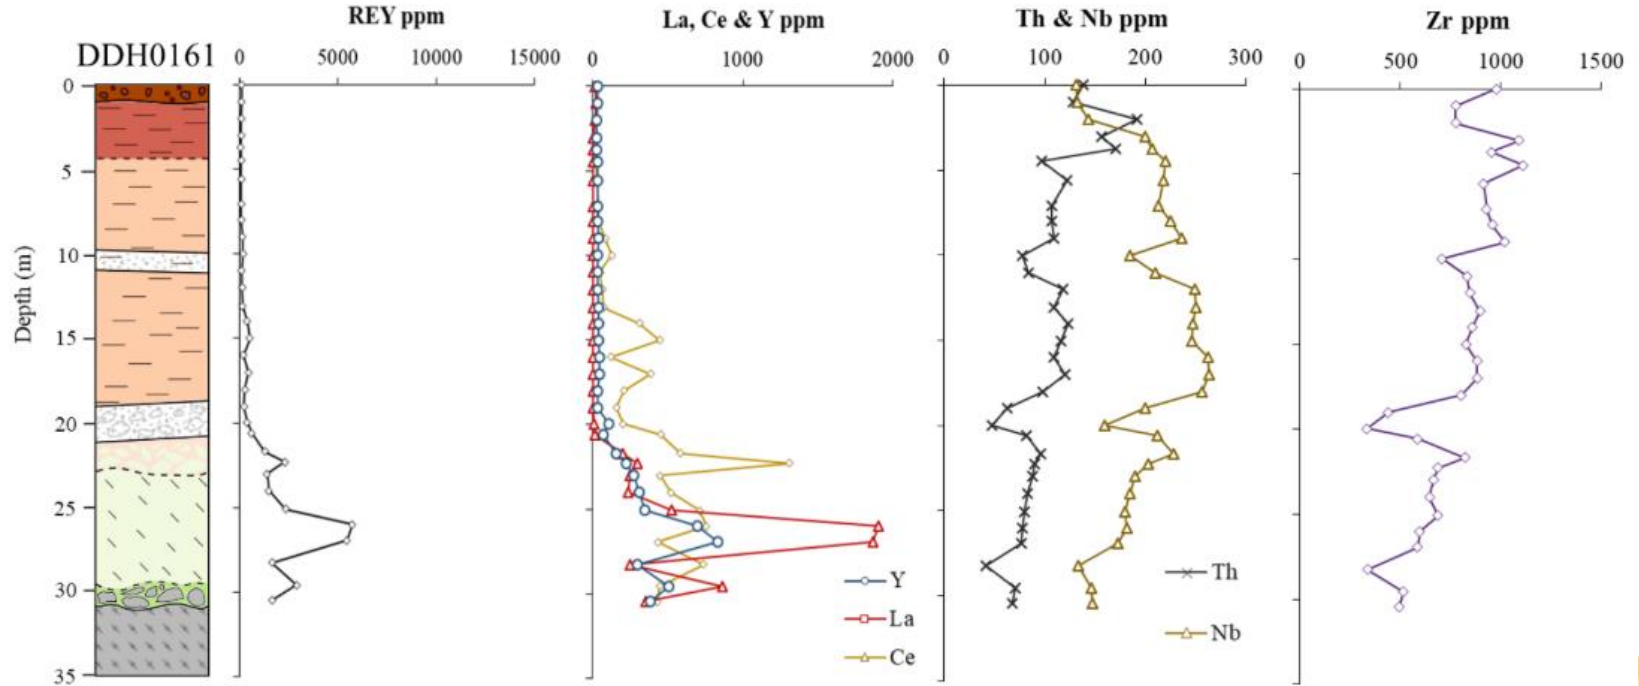 REY ppm
La, Ce & Y ppm
Th & Nb ppm
Zr ppm
DDH0161
0 5000 10000 15000
0 1000 2000
0 100 200 300
0 500 1000 1500
Depth (m)
0
5
10
15
20
25
30
35
Y
La
Ce
Th
Nb